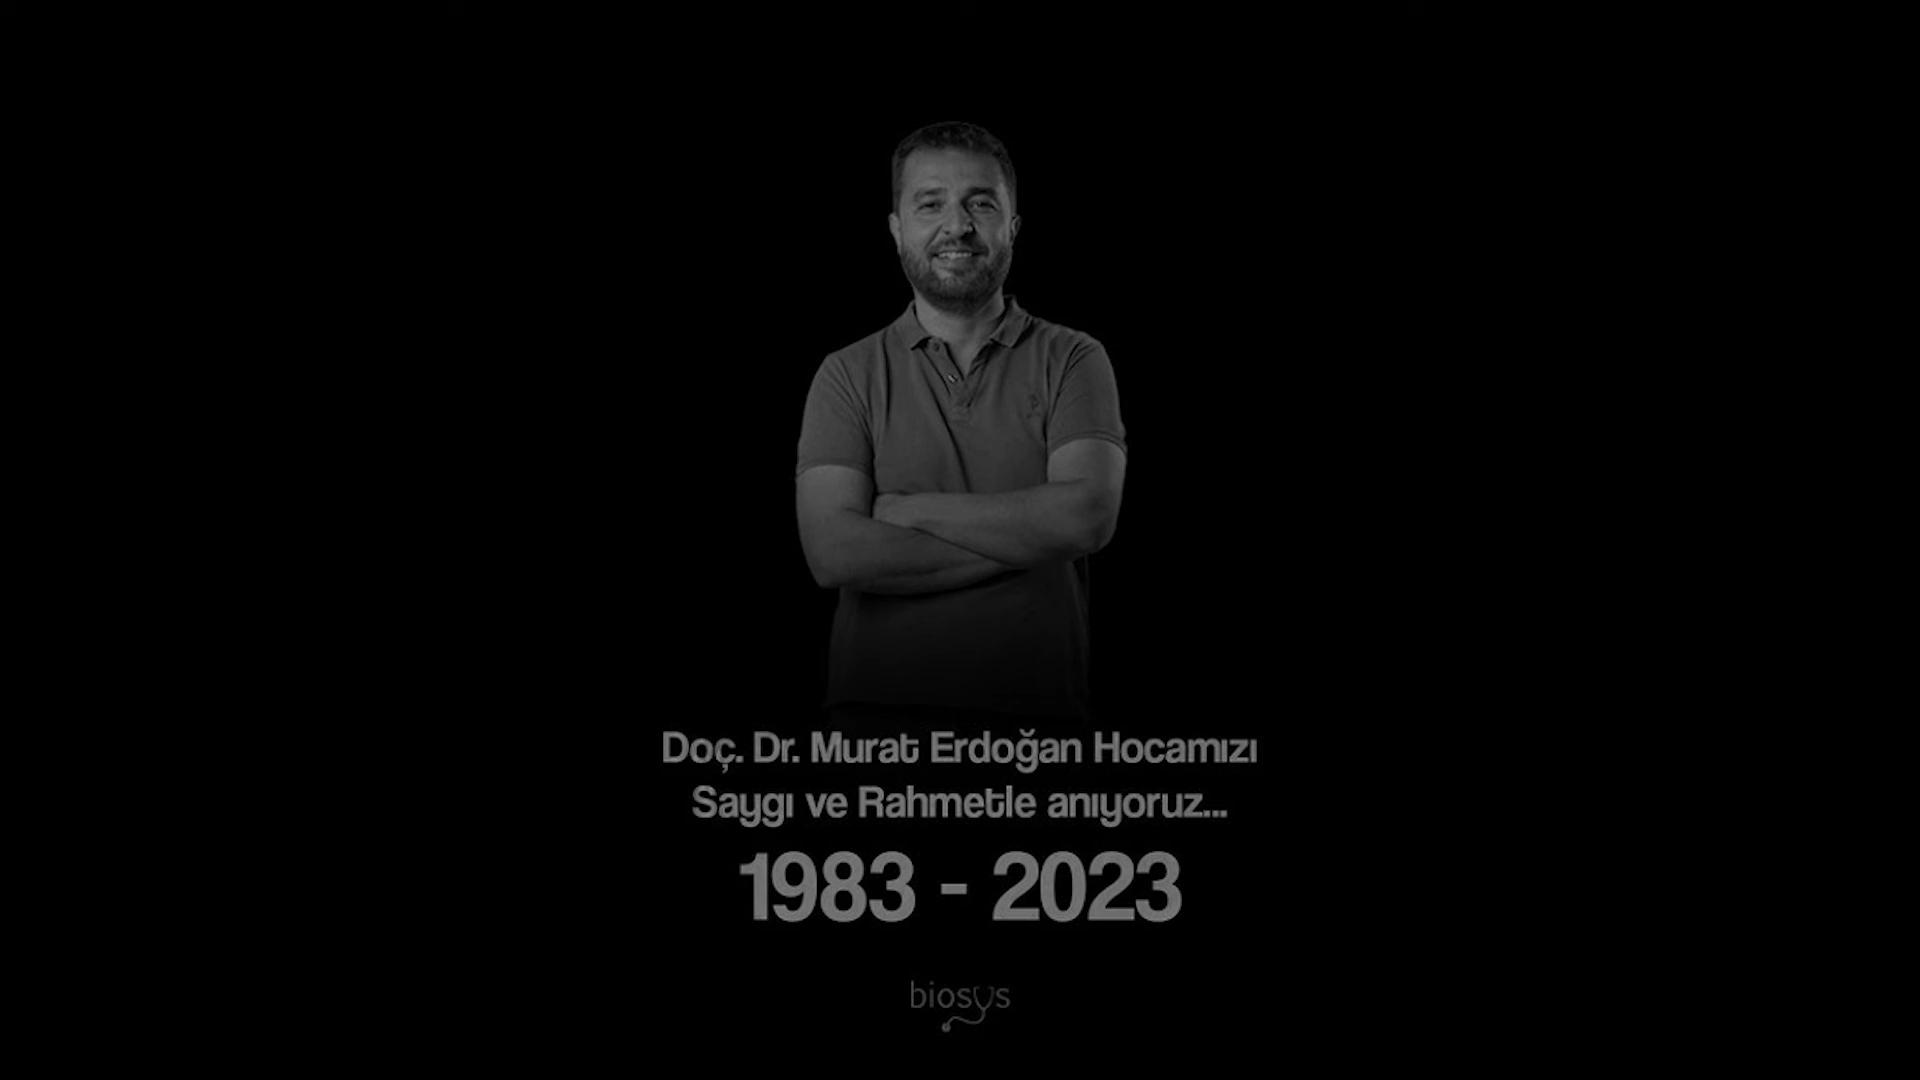 Doç. Dr. Murat Erdoğan Hocamızı
Saygı ve Rahmetle anıyoruz...
1983 - 2023
biosys